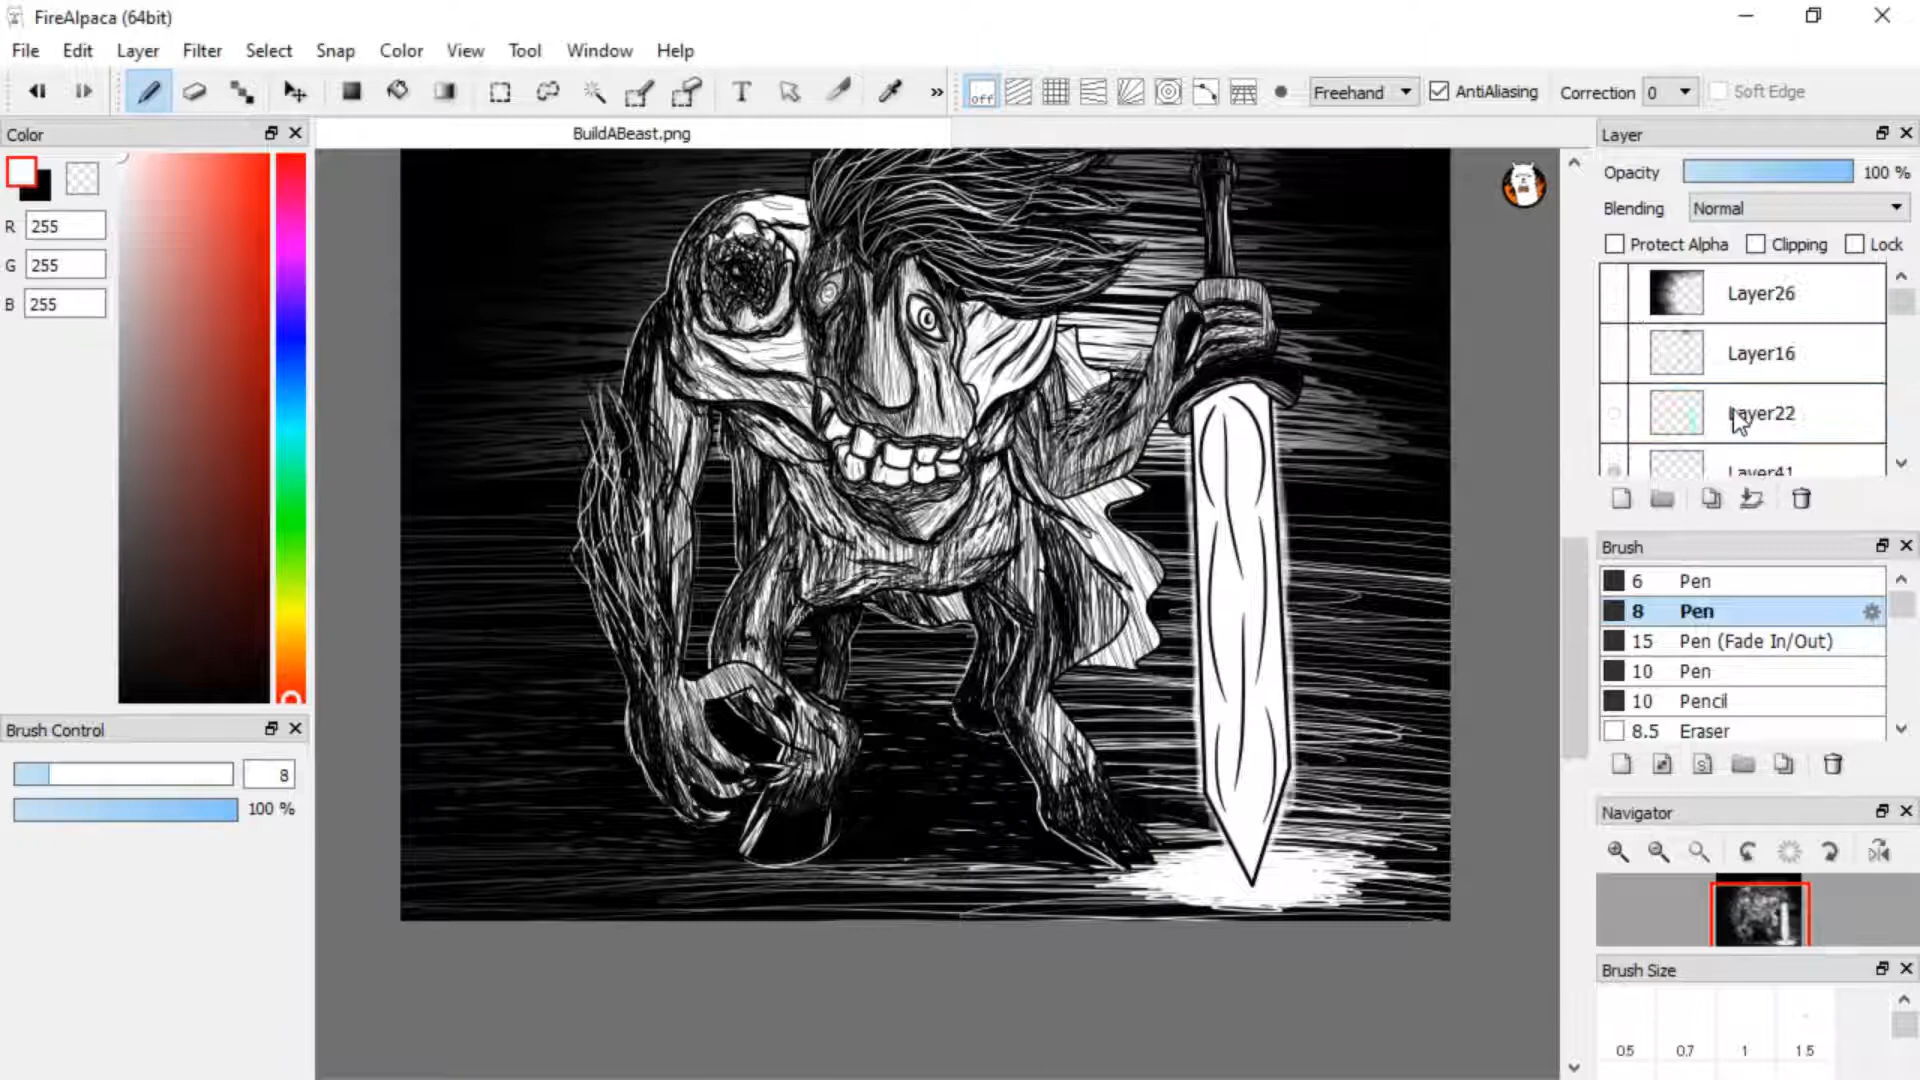 FireAlpaca (64bit)
File Edit Layer Filter Select Snap Color View Tool Window Help
off Freehand AntiAliasing Correction 0 Soft Edge
Color
BuildABeast.png
Layer
Opacity 100 %
Blending Normal
Protect Alpha Clipping Lock
R 255
G 255
B 255
Layer26
Layer16
Layer22
Layer41
Brush
6 Pen
8 Pen
15 Pen (Fade In/Out)
10 Pen
10 Pencil
8.5 Eraser
Brush Control
8
100 %
Navigator
Brush Size
0.5 0.7 1 1.5